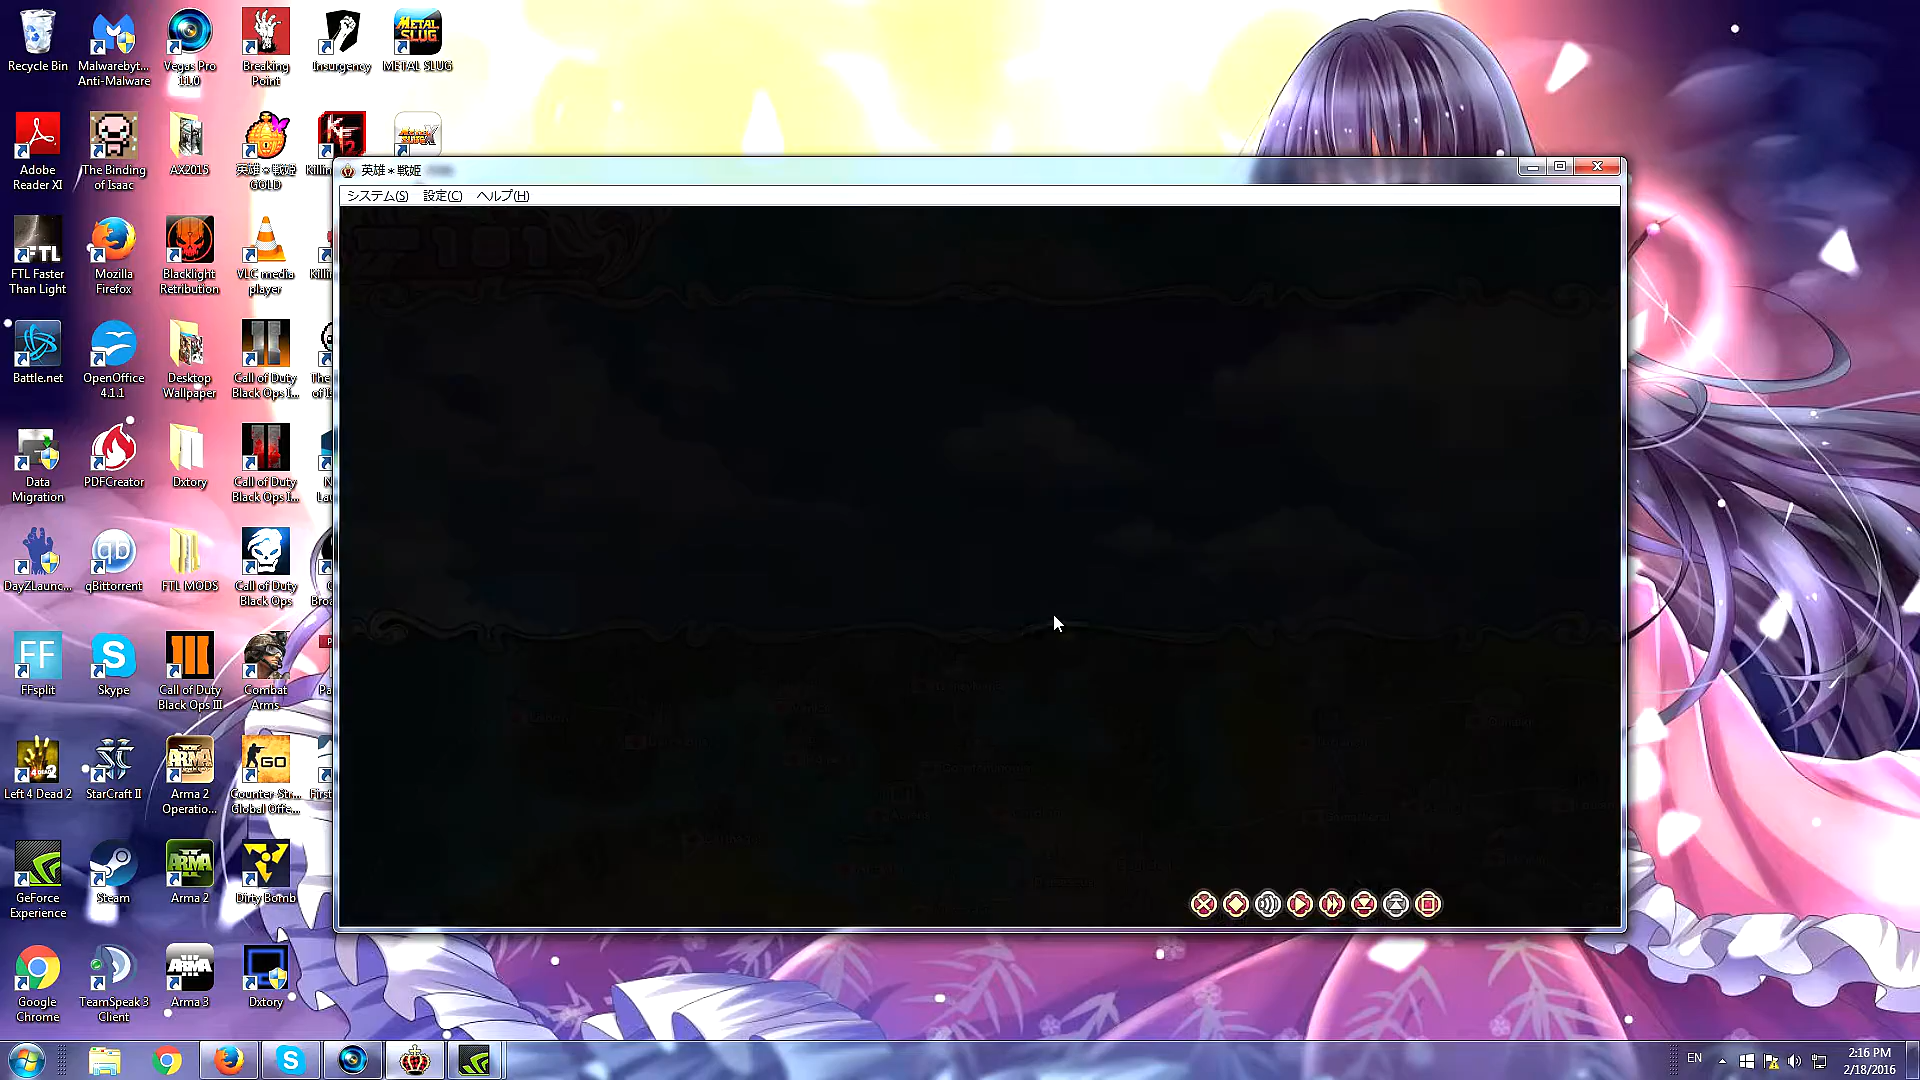 Recycle Bin
Malwarebyt...
Anti-Malware
Vegas Pro
11.0
Breaking
Point
Insurgency
METAL SLUG
Adobe
Reader XI
The Binding
of Isaac
AX2015
英雄＊戦姫
GOLD
英雄＊戦姫
システム(S) 設定(C) ヘルプ(H)
FTL Faster
Than Light
Mozilla
Firefox
Blacklight
Retribution
VLC media
player
Battle.net
OpenOffice
4.1.1
Desktop
Wallpaper
Call of Duty
Black Ops I...
Data
Migration
PDFCreator
Dxtory
Call of Duty
Black Ops I...
DayZLaunc...
qBittorrent
FTL MODS
Call of Duty
Black Ops
FFsplit
Skype
Call of Duty
Black Ops III
Combat
Arms
Left 4 Dead 2
StarCraft II
Arma 2
Operatio...
Counter-Str...
Global Offe...
GeForce
Experience
Steam
Arma 2
Dirty Bomb
Google
Chrome
TeamSpeak 3
Client
Arma 3
Dxtory
EN
2:16 PM
2/18/2016